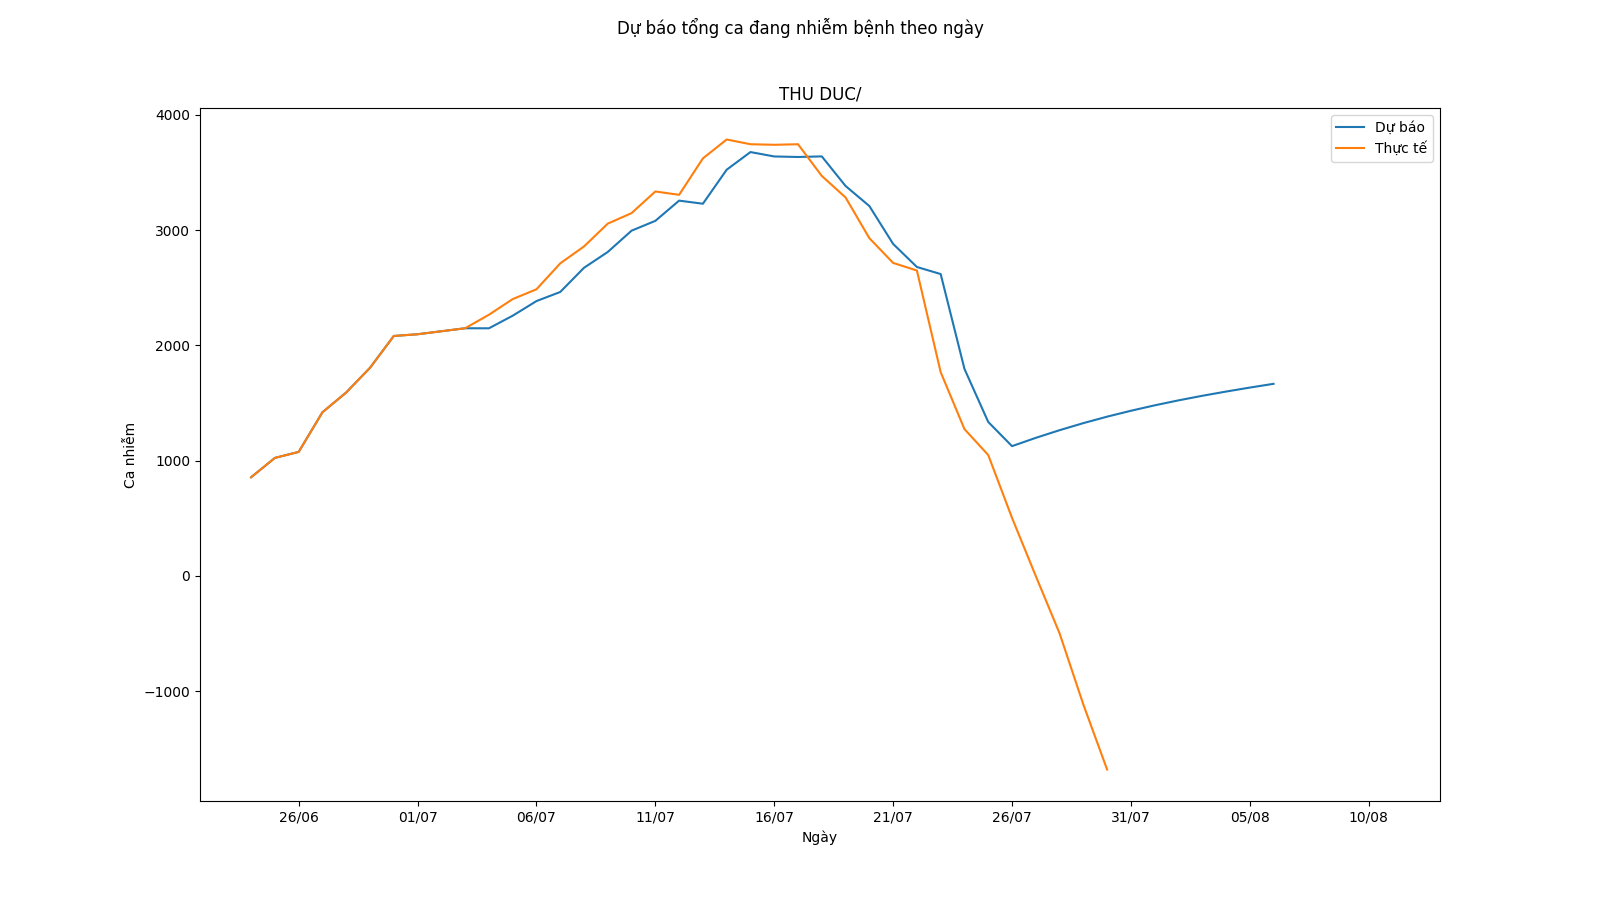 Dự báo tổng ca đang nhiễm bệnh theo ngày
THU DUC/
Dự báo
Thực tế
4000
3000
2000
1000
0
−1000
Ca nhiễm
26/06
01/07
06/07
11/07
16/07
21/07
26/07
31/07
05/08
10/08
Ngày